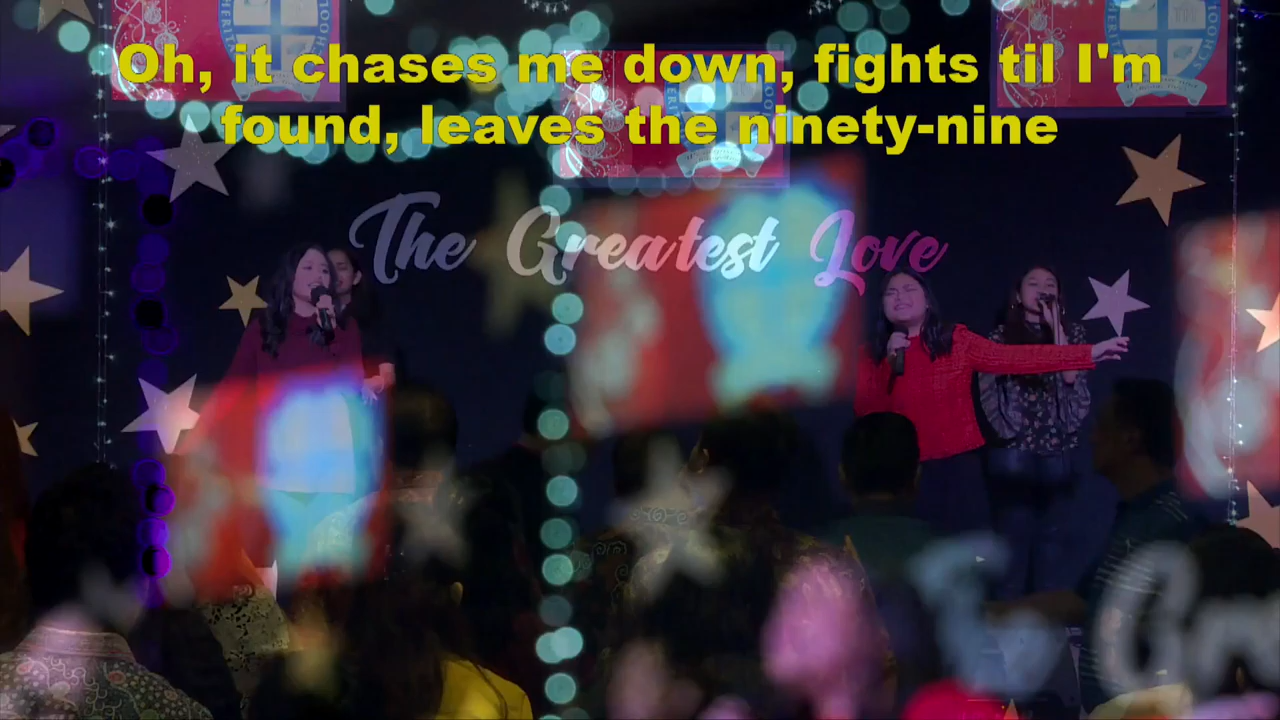 Oh, it chases me down, fights til I'm
found, leaves the ninety-nine
The Greatest Love